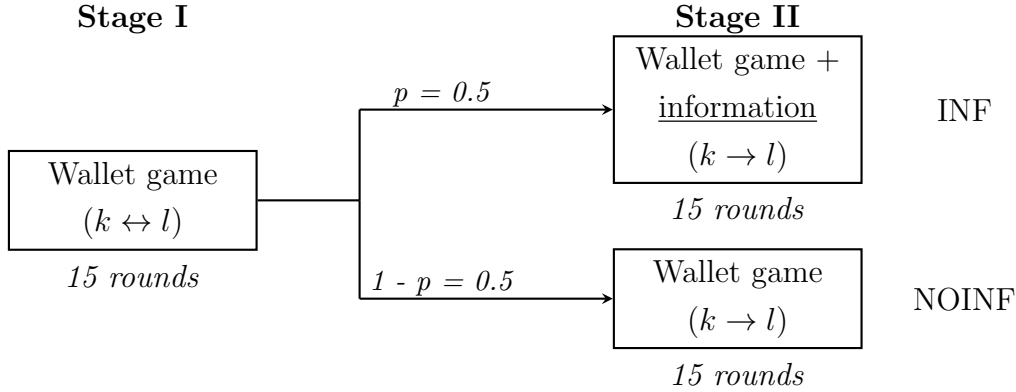 Stage I
Stage II
Wallet game
(k ↔ l)
15 rounds
p = 0.5
Wallet game +
information
(k → l)
15 rounds
INF
1 - p = 0.5
Wallet game
(k → l)
15 rounds
NOINF